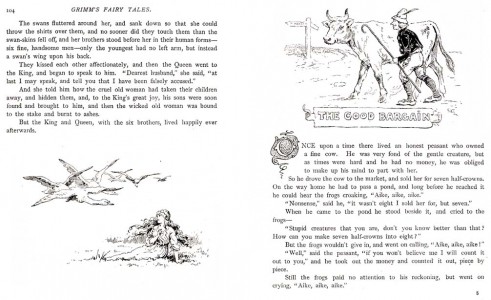 104 GRIMM'S FAIRY TALES.
The swans fluttered around her, and sank down so that she could
throw the shirts over them, and no sooner did they touch them than the
swan-skins fell off, and her brothers stood before her in their human forms—
six fine, handsome men—only the youngest had no left arm, but instead
a swan's wing upon his back.
They kissed each other affectionately, and then the Queen went to
the King, and began to speak to him. "Dearest husband," she said, "at
last I may speak, and tell you that I have been falsely accused."
And she told him how the cruel old woman had taken their children
away, and hidden them, and, to the King's great joy, his sons were soon
found and brought to him, and then the wicked old woman was bound
to the stake and burnt to ashes.
But the King and Queen, with the six brothers, lived happily ever
afterwards.
THE GOOD BARGAIN
ONCE upon a time there lived an honest peasant who owned
a fine cow. He was very fond of the gentle creature, but
as times were hard and he had no money, he was obliged
to make up his mind to part with her.
So he drove the cow to the market, and sold her for seven half-crowns.
On the way home he had to pass a pond, and long before he reached it
he could hear the frogs croaking, "Aike, aike, aike."
"Nonsense," said he, "it wasn't eight I sold her for, but seven."
When he came to the pond he stood beside it, and cried to the
frogs—
"Stupid creatures that you are, don't you know better than that?
How can you make seven half-crowns into eight?"
But the frogs wouldn't give in, and went on calling, "Aike, aike, aike!"
"Well," said the peasant, "if you won't believe me I will count it
out to you," and he took out the money and counted it out, piece by
piece.
Still the frogs paid no attention to his reckoning, but went on
crying, "Aike, aike, aike."